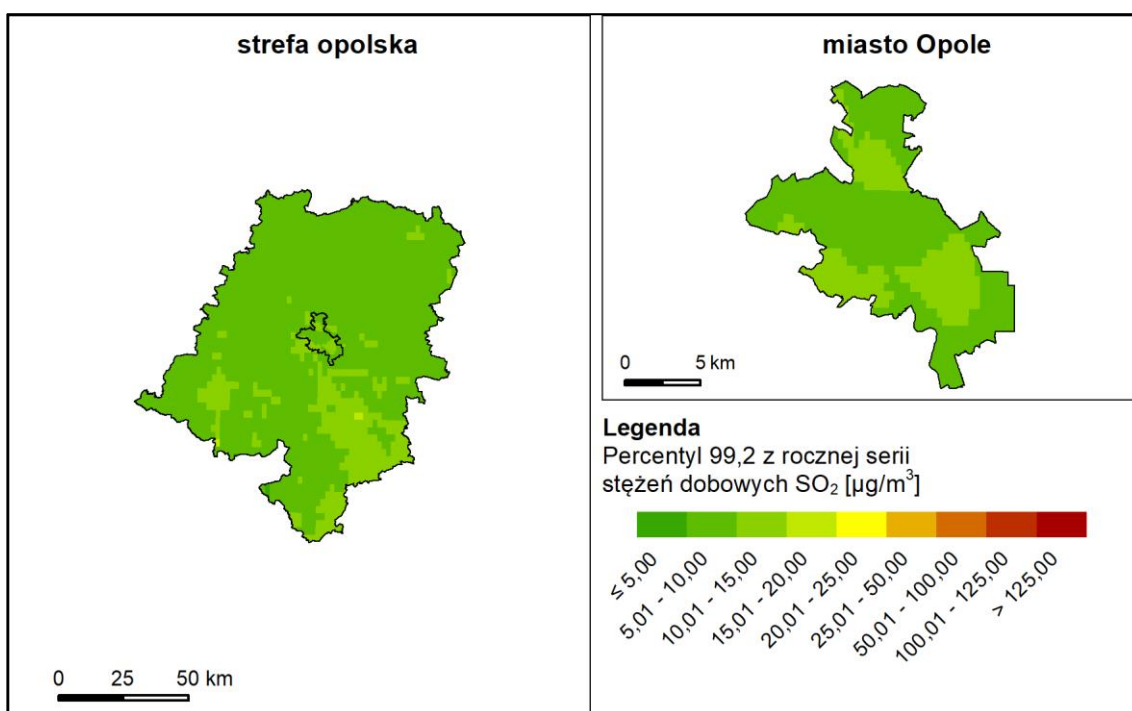 strefa opolska
0 25 50 km
miasto Opole
0 5 km
Legenda
Percentyl 99,2 z rocznej serii
stężeń dobowych SO₂ [µg/m³]
≤ 5,00
5,01 - 10,00
10,01 - 15,00
15,01 - 20,00
20,01 - 25,00
25,01 - 50,00
50,01 - 100,00
100,01 - 125,00
> 125,00